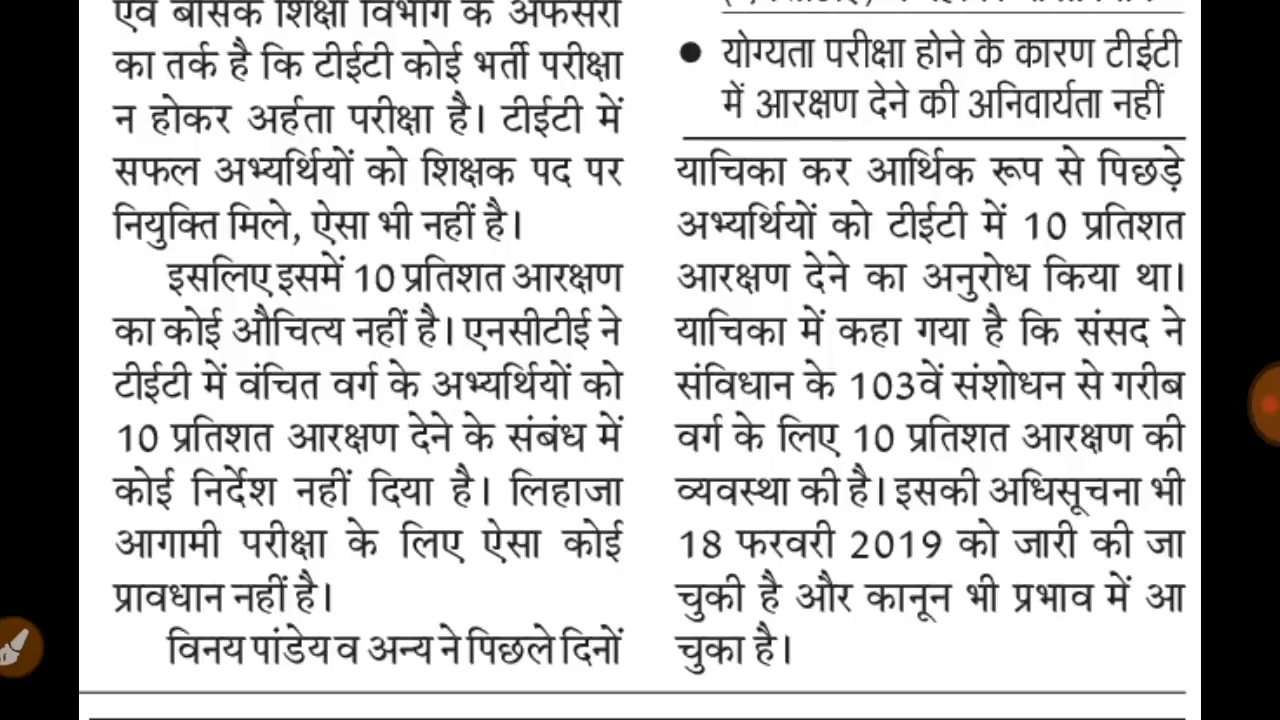 एवं बेसिक शिक्षा विभाग के अफसरों
का तर्क है कि टीईटी कोई भर्ती परीक्षा
न होकर अर्हता परीक्षा है। टीईटी में
सफल अभ्यर्थियों को शिक्षक पद पर
नियुक्ति मिले, ऐसा भी नहीं है।
इसलिए इसमें 10 प्रतिशत आरक्षण
का कोई औचित्य नहीं है। एनसीटीई ने
टीईटी में वंचित वर्ग के अभ्यर्थियों को
10 प्रतिशत आरक्षण देने के संबंध में
कोई निर्देश नहीं दिया है। लिहाजा
आगामी परीक्षा के लिए ऐसा कोई
प्रावधान नहीं है।
विनय पांडेय व अन्य ने पिछले दिनों
● योग्यता परीक्षा होने के कारण टीईटी
में आरक्षण देने की अनिवार्यता नहीं
याचिका कर आर्थिक रूप से पिछड़े
अभ्यर्थियों को टीईटी में 10 प्रतिशत
आरक्षण देने का अनुरोध किया था।
याचिका में कहा गया है कि संसद ने
संविधान के 103वें संशोधन से गरीब
वर्ग के लिए 10 प्रतिशत आरक्षण की
व्यवस्था की है। इसकी अधिसूचना भी
18 फरवरी 2019 को जारी की जा
चुकी है और कानून भी प्रभाव में आ
चुका है।